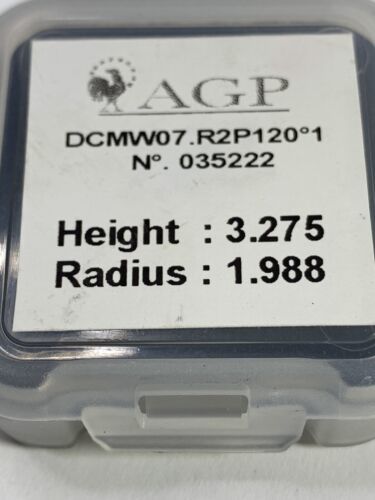 AGP
DCMW07.R2P120°1
N°. 035222
Height : 3.275
Radius : 1.988